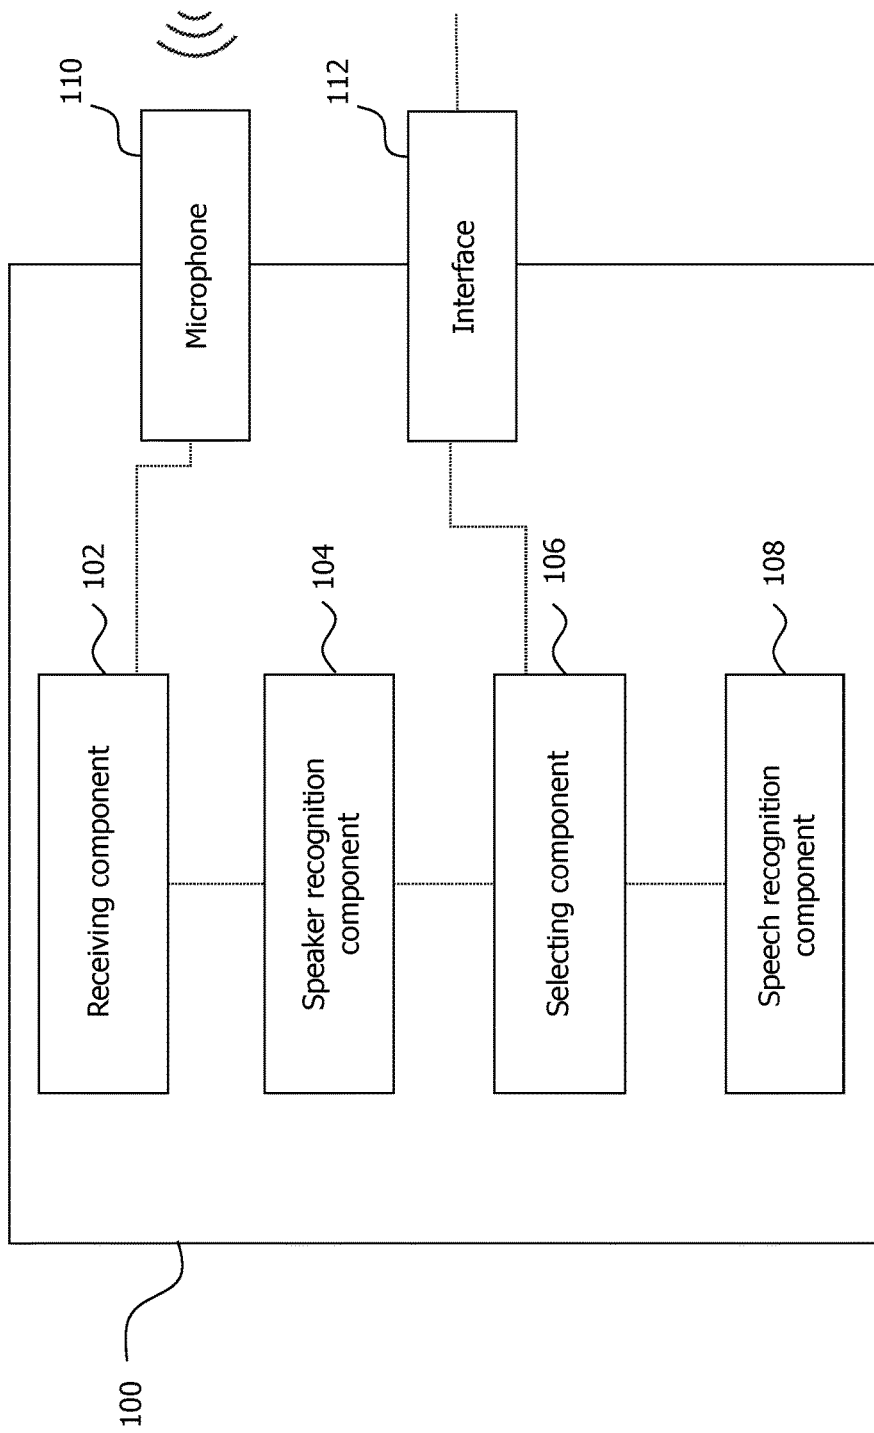 100
102
Receiving component
104
Speaker recognition
component
106
Selecting component
108
Speech recognition
component
110
Microphone
112
Interface